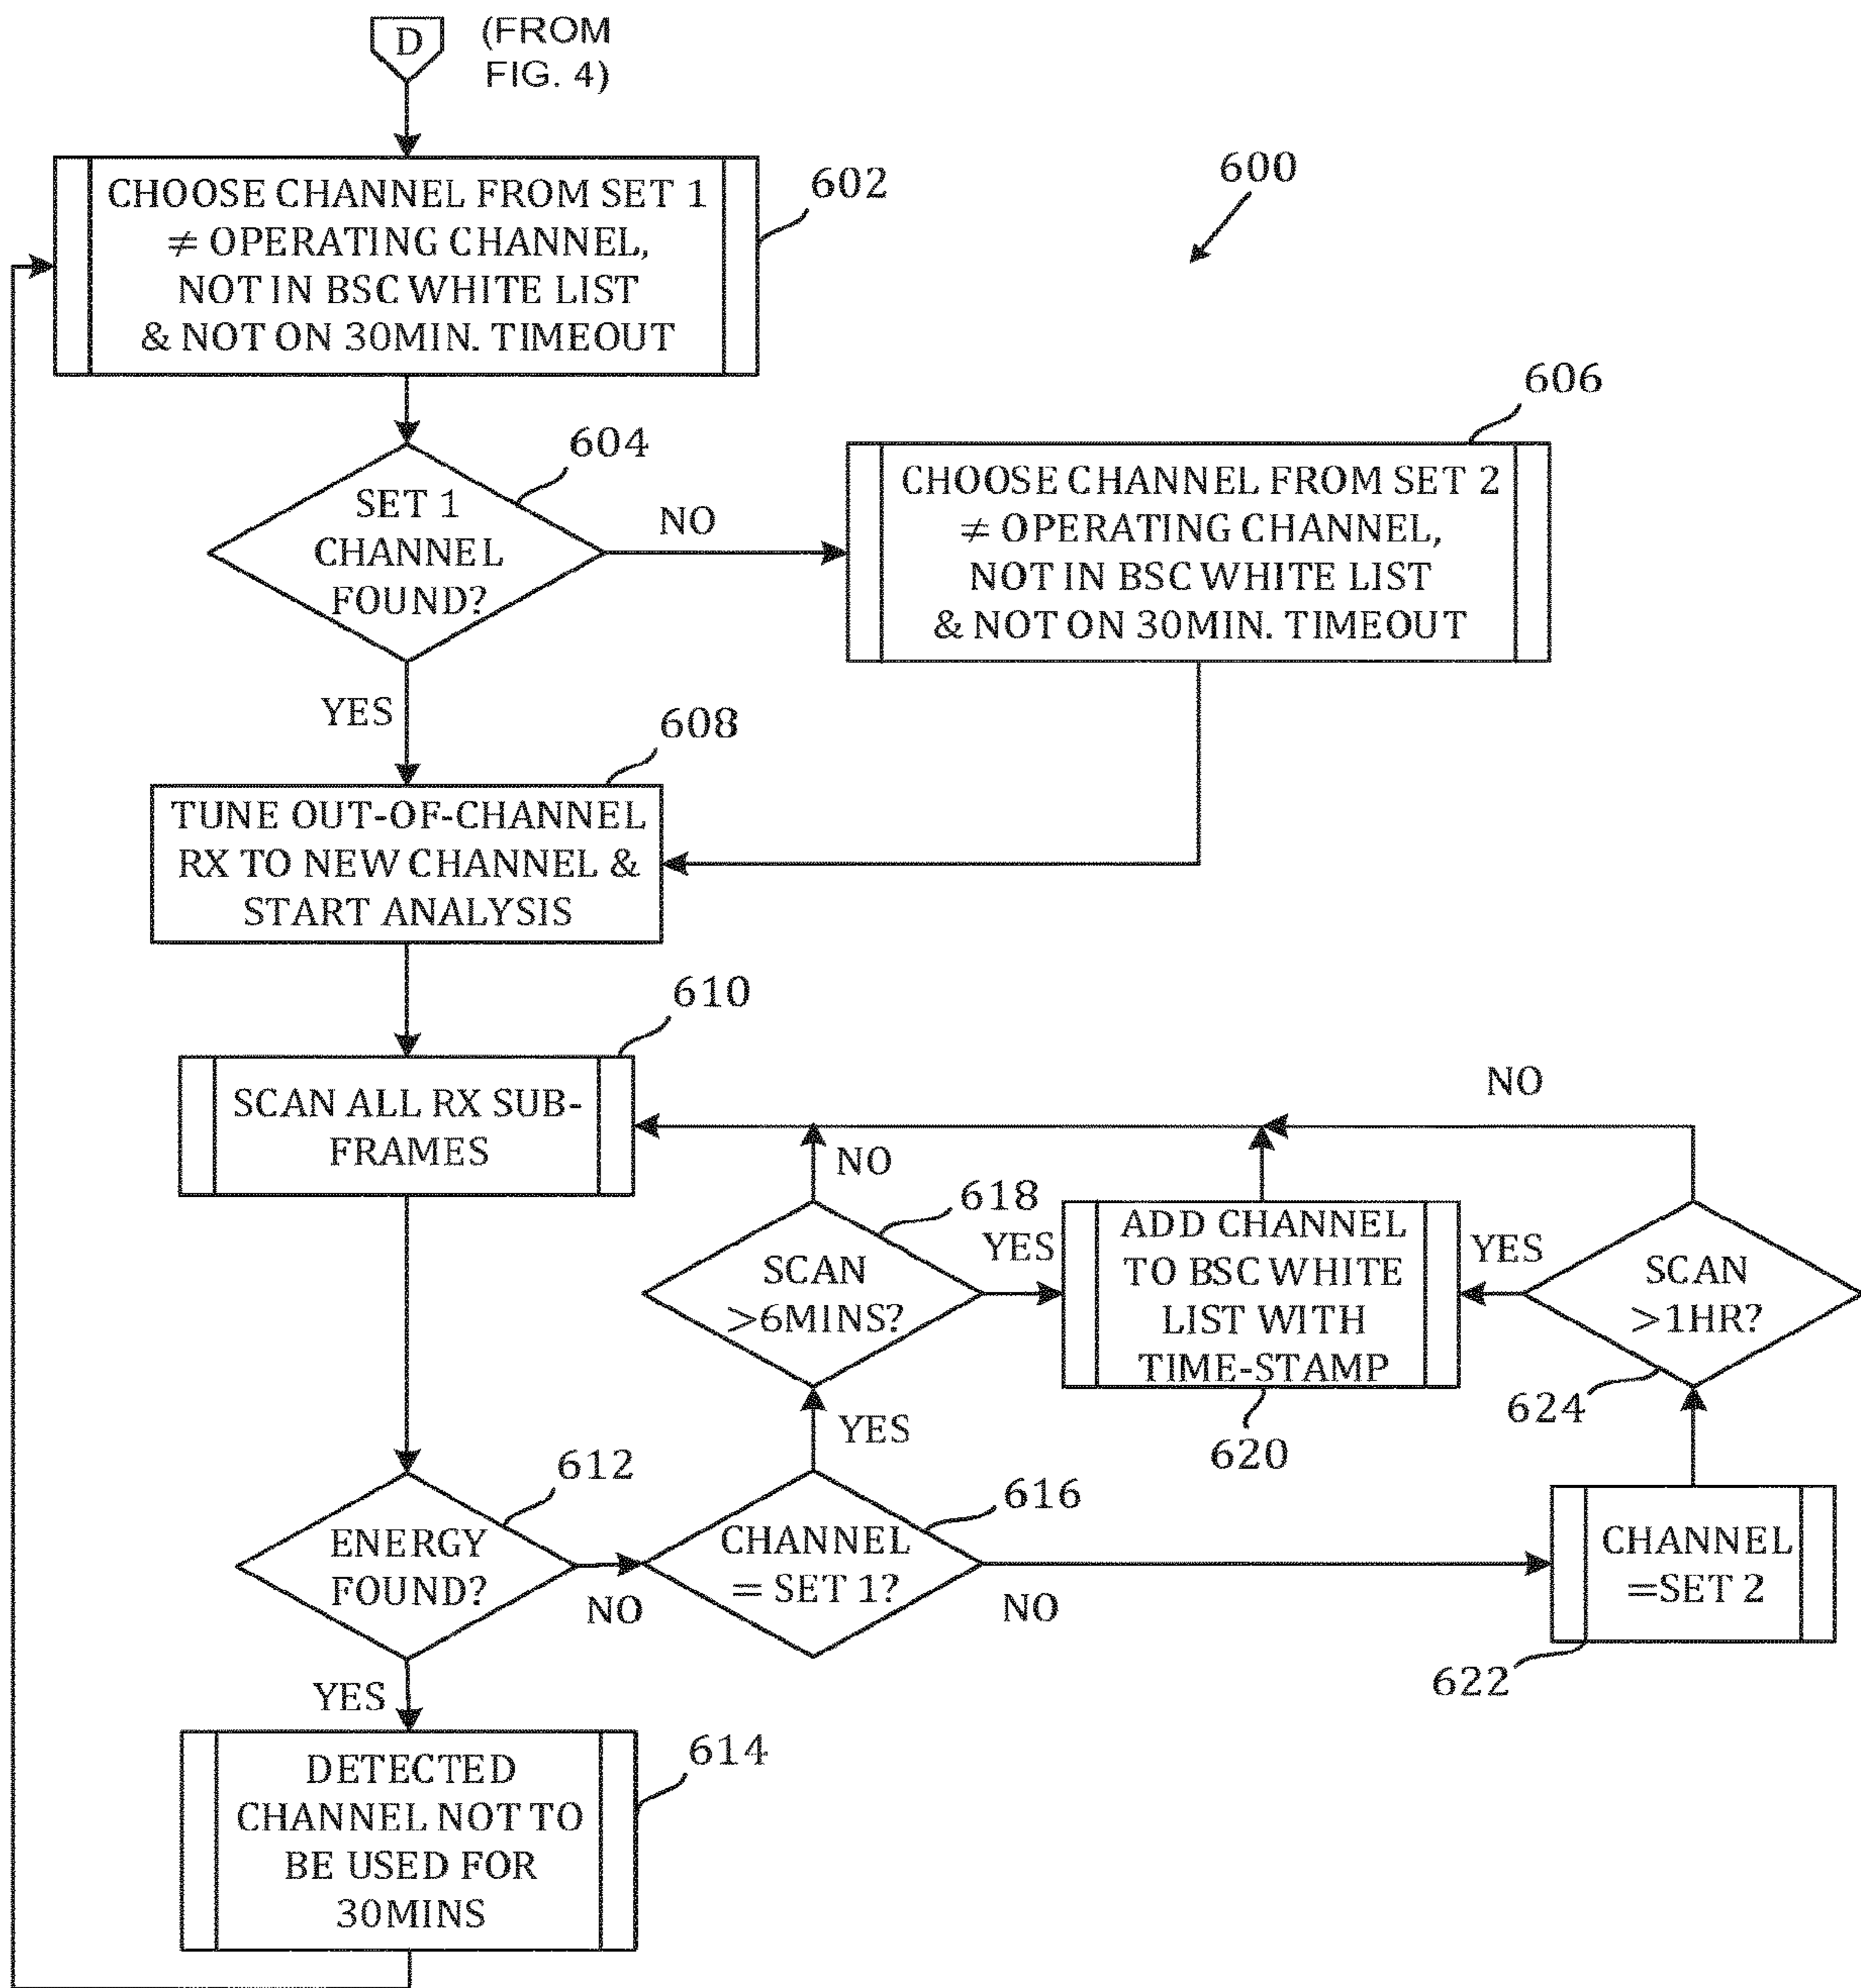 D
(FROM
FIG. 4)
CHOOSE CHANNEL FROM SET 1
≠ OPERATING CHANNEL,
NOT IN BSC WHITE LIST
& NOT ON 30MIN. TIMEOUT
602
600
604
SET 1
CHANNEL
FOUND?
NO
606
CHOOSE CHANNEL FROM SET 2
≠ OPERATING CHANNEL,
NOT IN BSC WHITE LIST
& NOT ON 30MIN. TIMEOUT
YES
608
TUNE OUT-OF-CHANNEL
RX TO NEW CHANNEL &
START ANALYSIS
610
SCAN ALL RX SUB-
FRAMES
NO
NO
618
SCAN
>6MINS?
YES
ADD CHANNEL
TO BSC WHITE
LIST WITH
TIME-STAMP
620
YES
SCAN
>1HR?
624
YES
612
ENERGY
FOUND?
NO
616
CHANNEL
= SET 1?
NO
CHANNEL
=SET 2
622
YES
614
DETECTED
CHANNEL NOT TO
BE USED FOR
30MINS